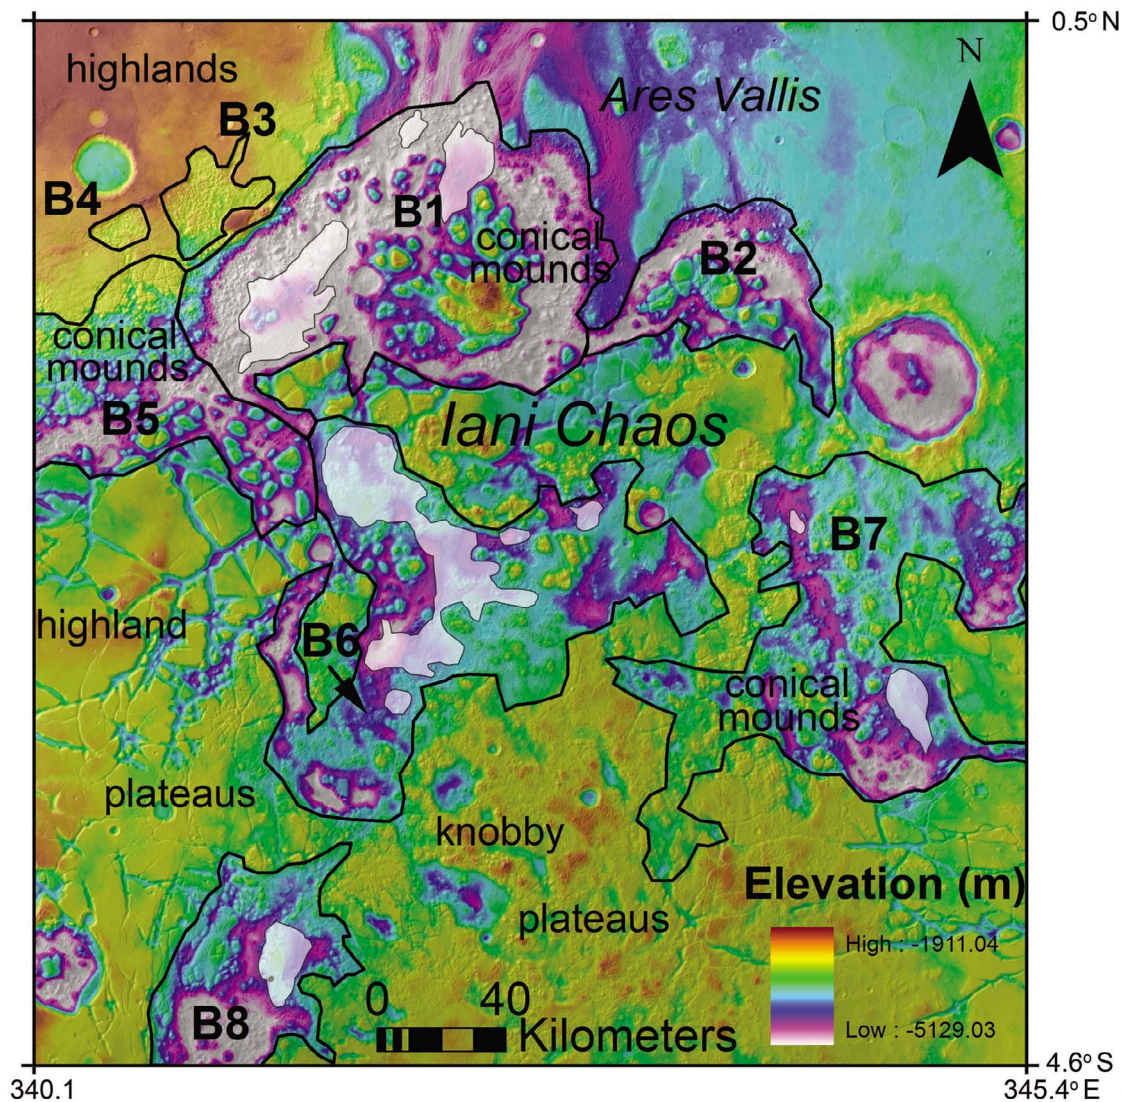 0.5° N
highlands
N
Ares Vallis
B3
B4
B1
conical
mounds
B2
conical
mounds
B5
Iani Chaos
B7
highland
B6
conical
mounds
plateaus
knobby
plateaus
Elevation (m)
High : -1911.04
Low : -5129.03
B8
0 40
Kilometers
4.6° S
340.1
345.4° E